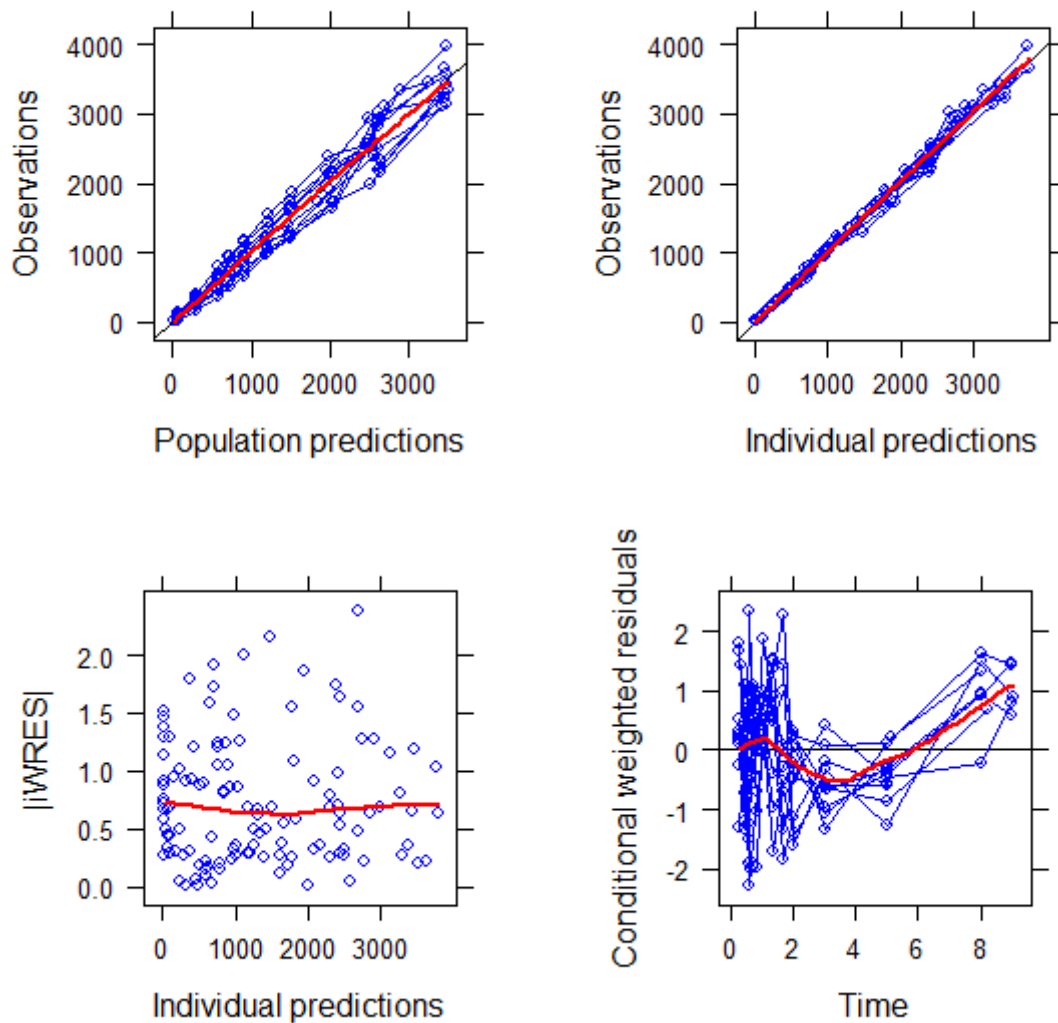 4000
3000
2000
1000
0
Observations
0 1000 2000 3000
Population predictions
4000
3000
2000
1000
0
Observations
0 1000 2000 3000
Individual predictions
2.0
1.5
1.0
0.5
0.0
|iWRES|
0 1000 2000 3000
Individual predictions
2
1
0
-1
-2
Conditional weighted residuals
0 2 4 6 8
Time